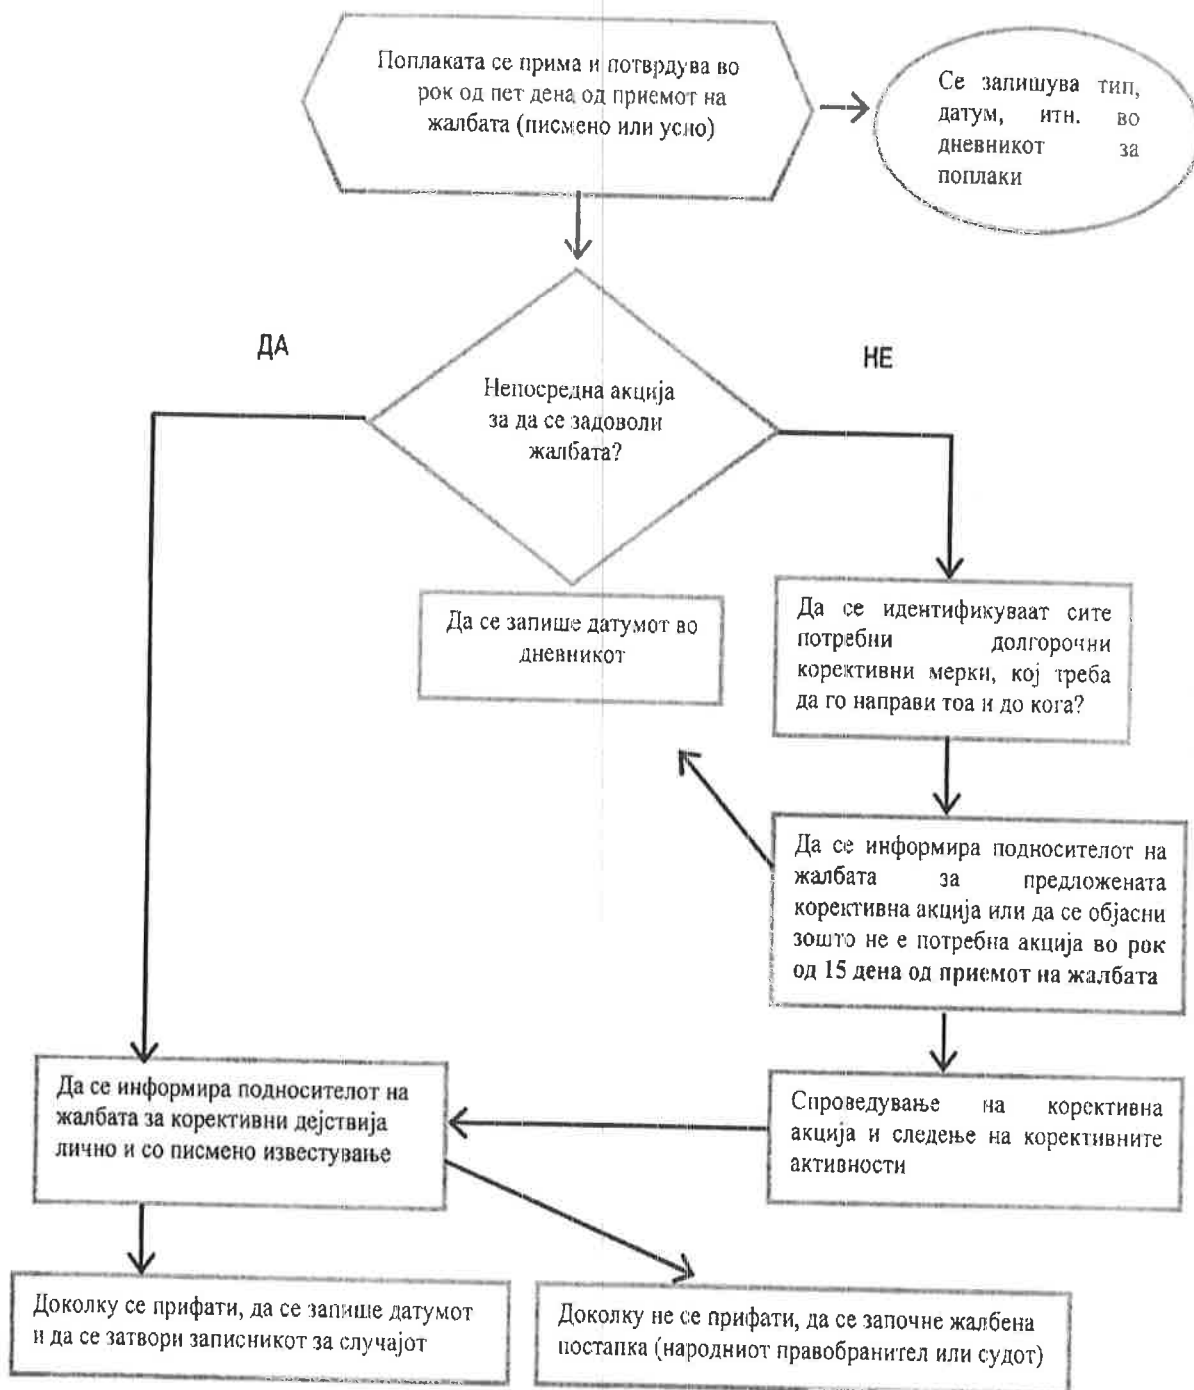 Поплаката се прима и потврдува во
рок од пет дена од приемот на
жалбата (писмено или усно)
Се запишува тип,
датум, итн. во
дневникот за
поплаки
ДА
НЕ
Непосредна акција
за да се задоволи
жалбата?
Да се запише датумот во
дневникот
Да се идентификуваат сите
потребни долгорочни
корективни мерки, кој треба
да го направи тоа и до кога?
Да се информира подносителот на
жалбата за предложената
корективна акција или да се објасни
зошто не е потребна акција во рок
од 15 дена од приемот на жалбата
Да се информира подносителот на
жалбата за корективни дејствија
лично и со писмено известување
Спроведување на корективна
акција и следење на корективните
активности
Доколку се прифати, да се запише датумот
и да се затвори записникот за случајот
Доколку не се прифати, да се започне жалбена
постапка (народниот правобранител или судот)